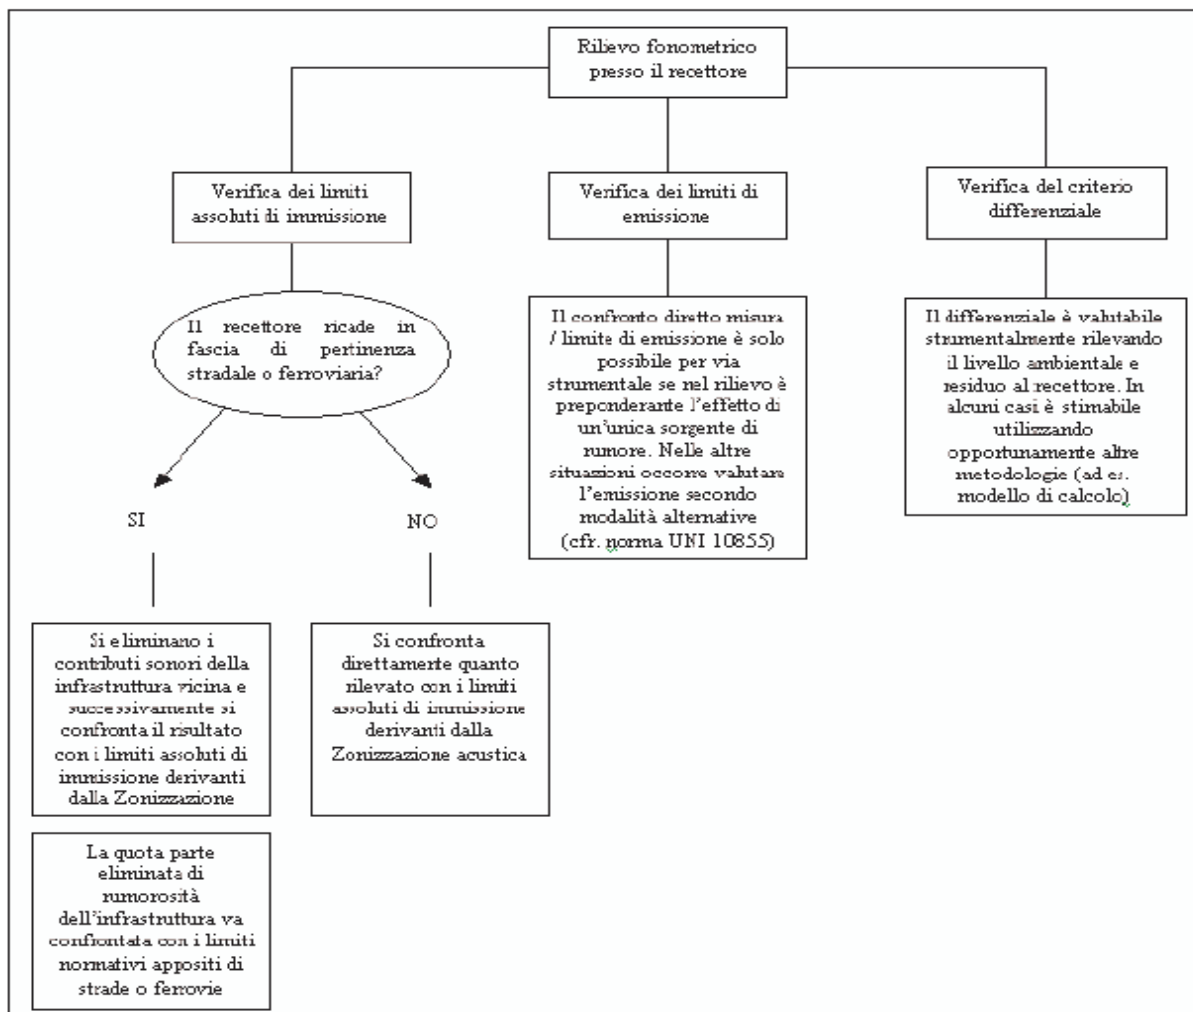 Rilievo fonometrico
presso il recettore
Verifica dei limiti
assoluti di immissione
Verifica dei limiti di
emissione
Verifica del criterio
differenziale
Il recettore ricade in
fascia di pertinenza
stradale o ferroviaria?
SI
NO
Si eliminano i
contributi sonori della
infrastruttura vicina e
successivamente si
confronta il risultato
con i limiti assoluti di
immissione derivanti
dalla Zonizzazione
La quota parte
eliminata di
rumorosità
dell'infrastruttura va
confrontata con i limiti
normativi appositi di
strade o ferrovie
Si confronta
direttamente quanto
rilevato con i limiti
assoluti di immissione
derivanti dalla
Zonizzazione acustica
Il confronto diretto misura
/ limite di emissione è solo
possibile per via
strumentale se nel rilievo è
preponderante l'effetto di
un'unica sorgente di
rumore. Nelle altre
situazioni occorre valutare
l'emissione secondo
modalità alternative
(cfr. norma UNI 10855)
Il differenziale è valutabile
strumentalmente rilevando
il livello ambientale e
residuo al recettore. In
alcuni casi è stimabile
utilizzando
opportunamente altre
metodologie (ad es.
modello di calcolo)